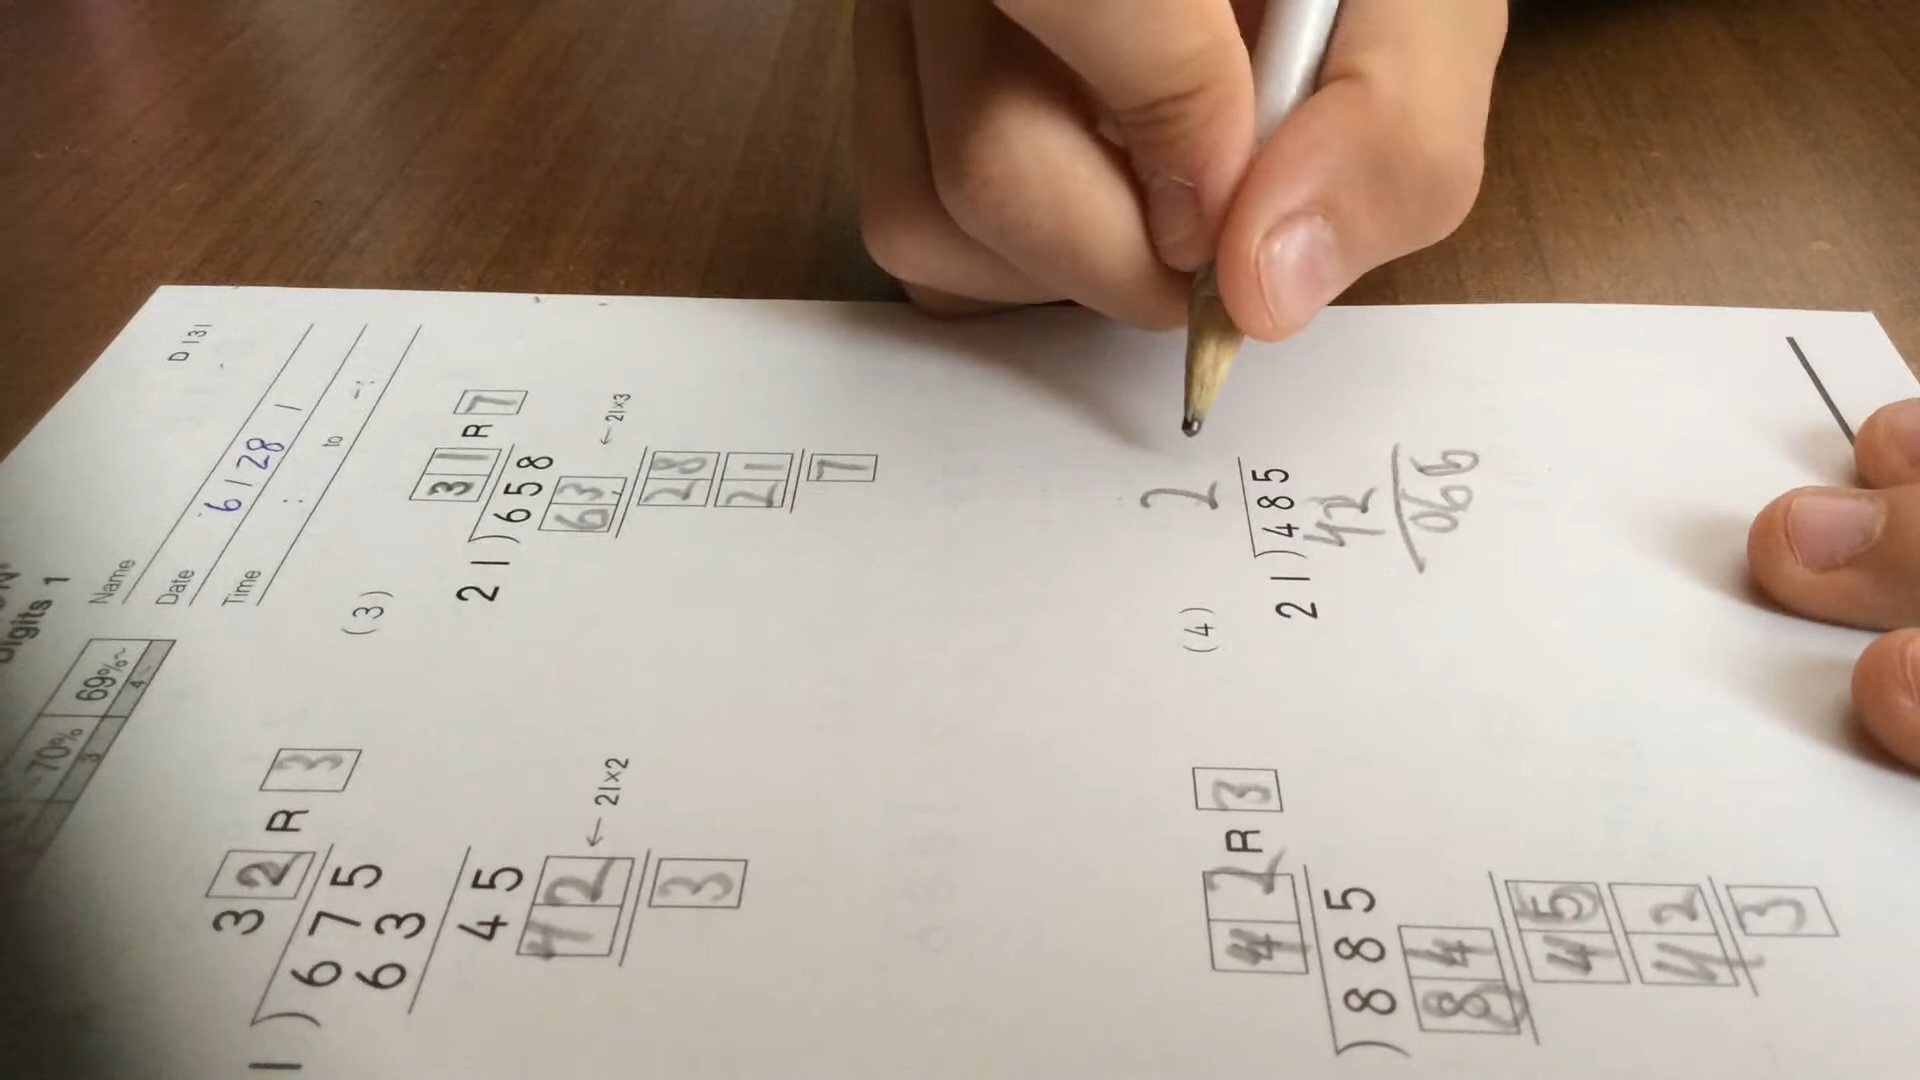 D 131
Digits 1
Name
Date 6 / 28 /
Time : to :
-70% 69%~
3 4
3 2 R 3
1 ) 6 7 5
6 3
4 5
4 2 ← 21×2
3
(3)
3 1 R 7
21 ) 6 5 8
6 3 ← 21×3
2 8
2 1
7
4 2 R 3
) 8 8 5
8 4
4 5
4 2
3
(4)
2
21 ) 4 8 5
4 2
0 6 6